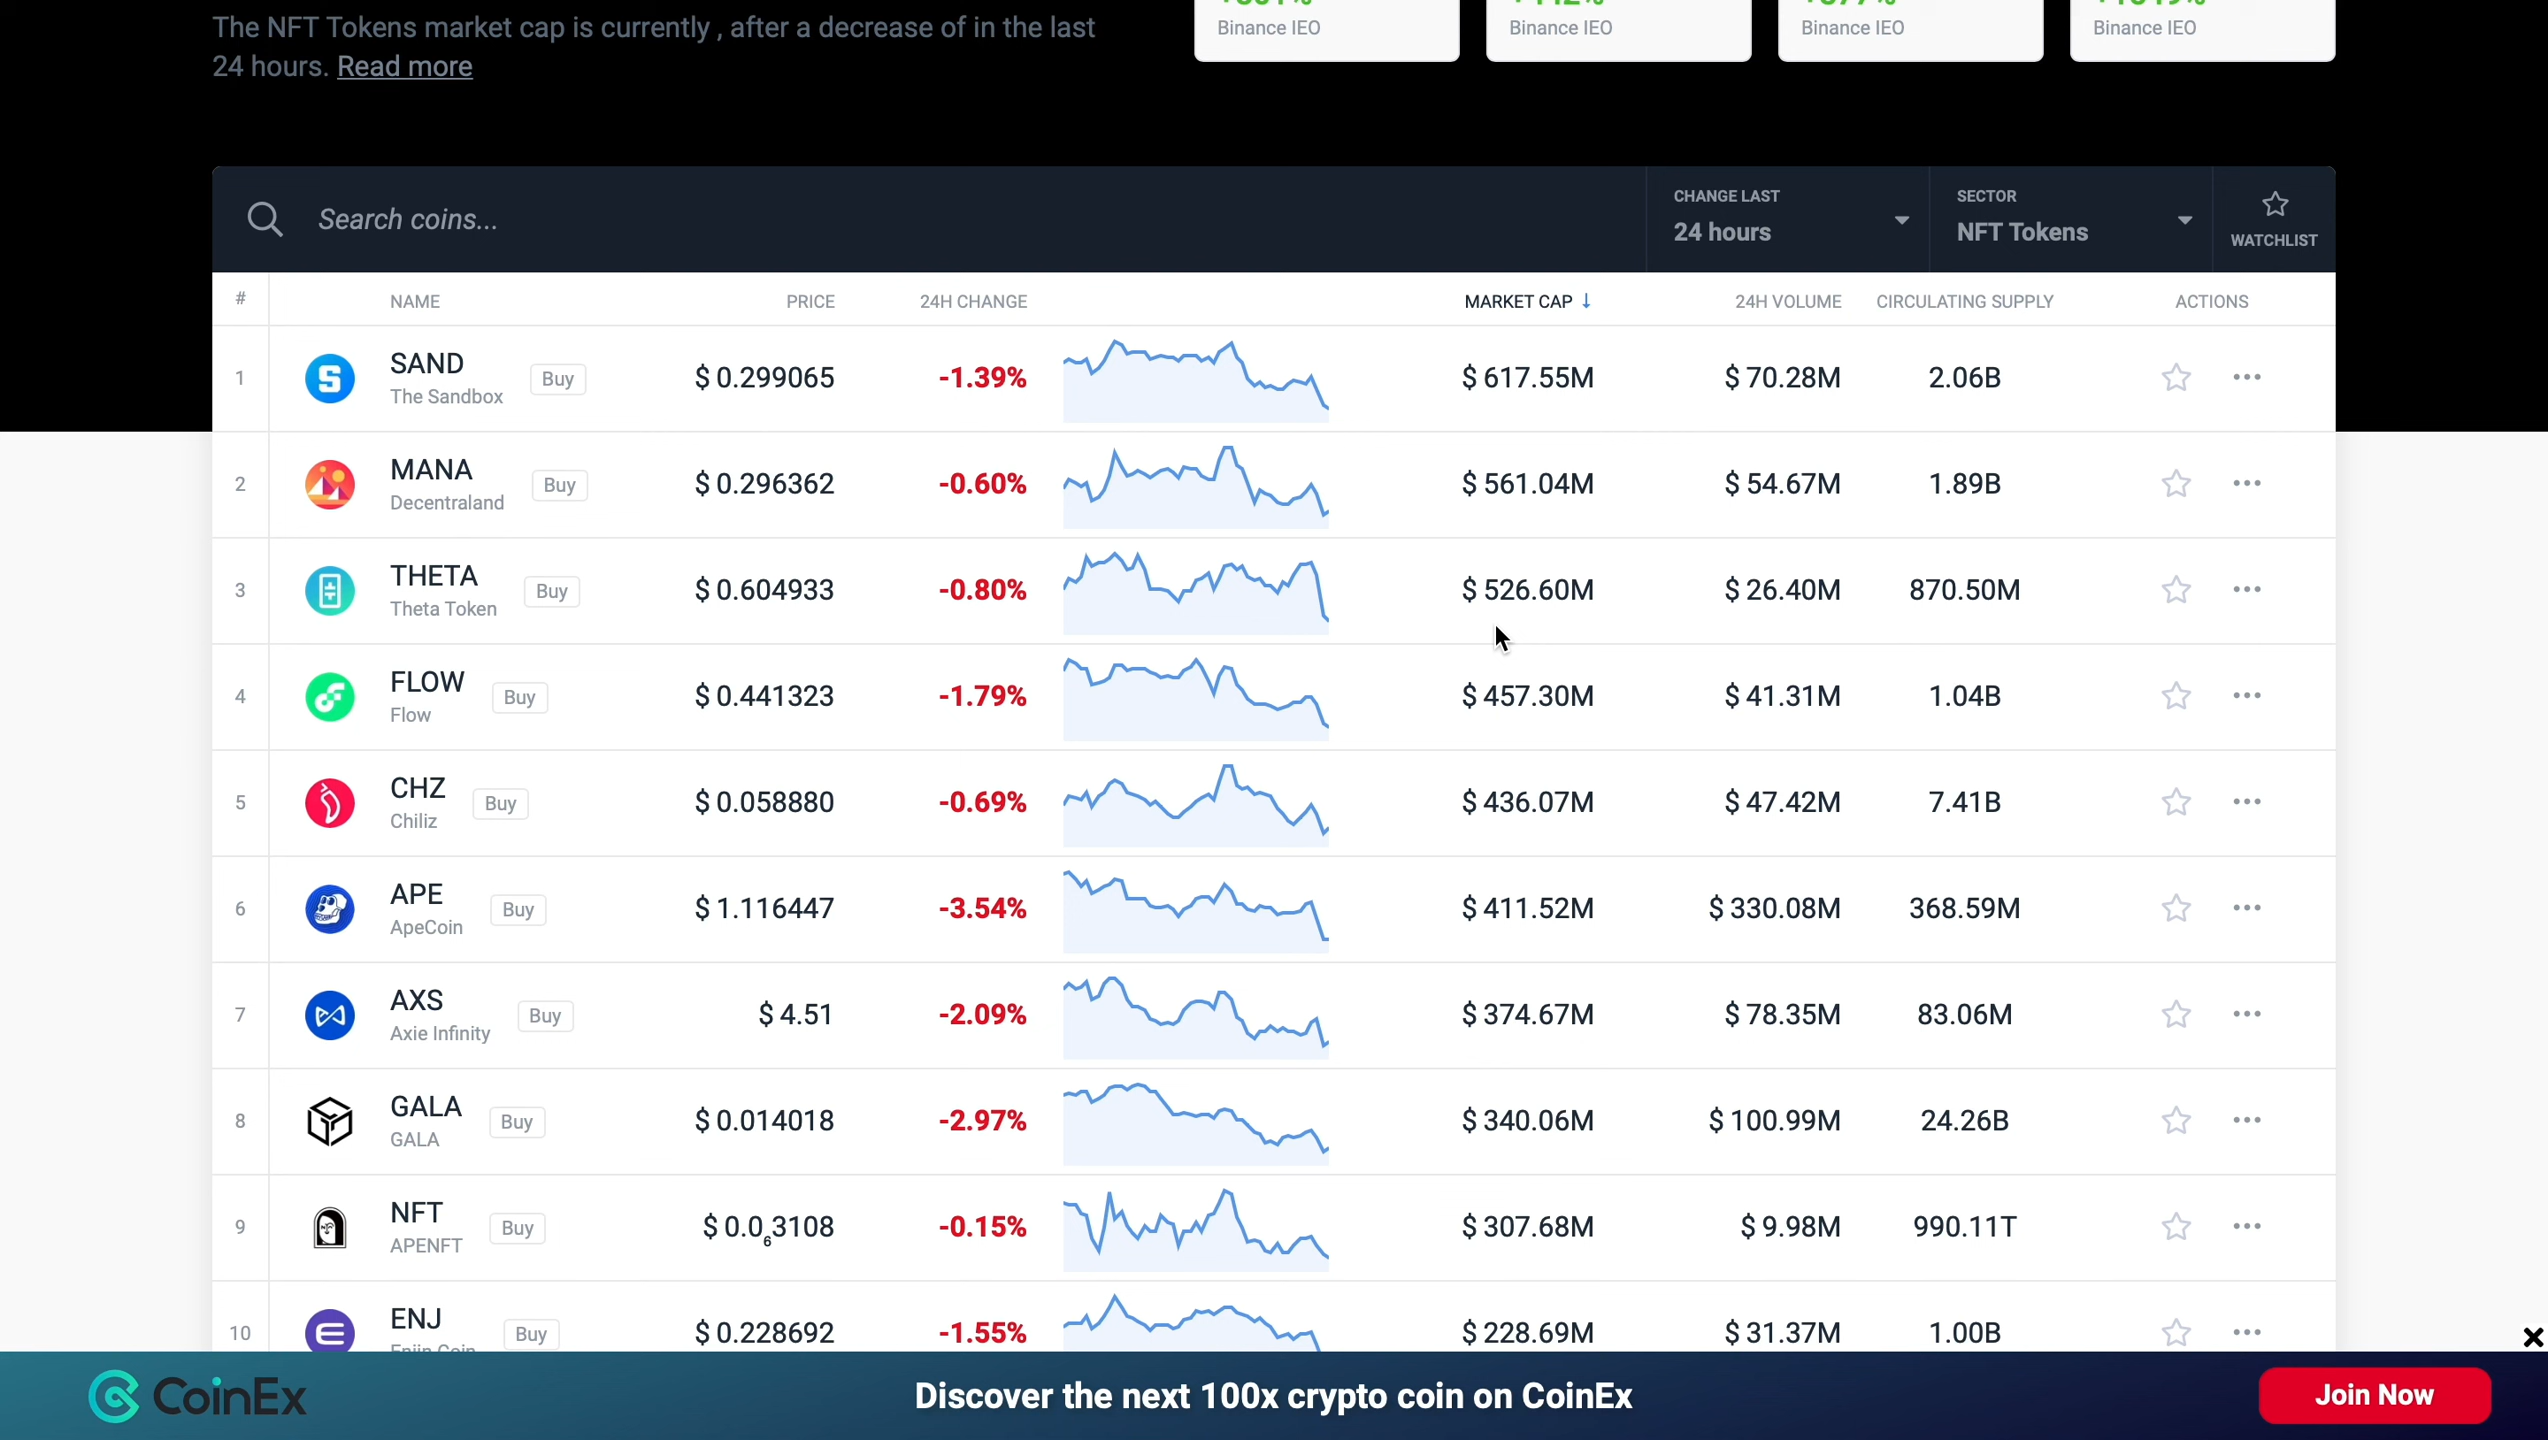 The NFT Tokens market cap is currently , after a decrease of in the last
24 hours. Read more
Binance IEO
Binance IEO
Binance IEO
Binance IEO
Search coins...
CHANGE LAST
24 hours
SECTOR
NFT Tokens
WATCHLIST
# NAME PRICE 24H CHANGE MARKET CAP ↓ 24H VOLUME CIRCULATING SUPPLY ACTIONS
1 SAND The Sandbox Buy $ 0.299065 -1.39% $ 617.55M $ 70.28M 2.06B
2 MANA Decentraland Buy $ 0.296362 -0.60% $ 561.04M $ 54.67M 1.89B
3 THETA Theta Token Buy $ 0.604933 -0.80% $ 526.60M $ 26.40M 870.50M
4 FLOW Flow Buy $ 0.441323 -1.79% $ 457.30M $ 41.31M 1.04B
5 CHZ Chiliz Buy $ 0.058880 -0.69% $ 436.07M $ 47.42M 7.41B
6 APE ApeCoin Buy $ 1.116447 -3.54% $ 411.52M $ 330.08M 368.59M
7 AXS Axie Infinity Buy $ 4.51 -2.09% $ 374.67M $ 78.35M 83.06M
8 GALA GALA Buy $ 0.014018 -2.97% $ 340.06M $ 100.99M 24.26B
9 NFT APENFT Buy $ 0.0₆3108 -0.15% $ 307.68M $ 9.98M 990.11T
10 ENJ Buy $ 0.228692 -1.55% $ 228.69M $ 31.37M 1.00B
CoinEx
Discover the next 100x crypto coin on CoinEx
Join Now